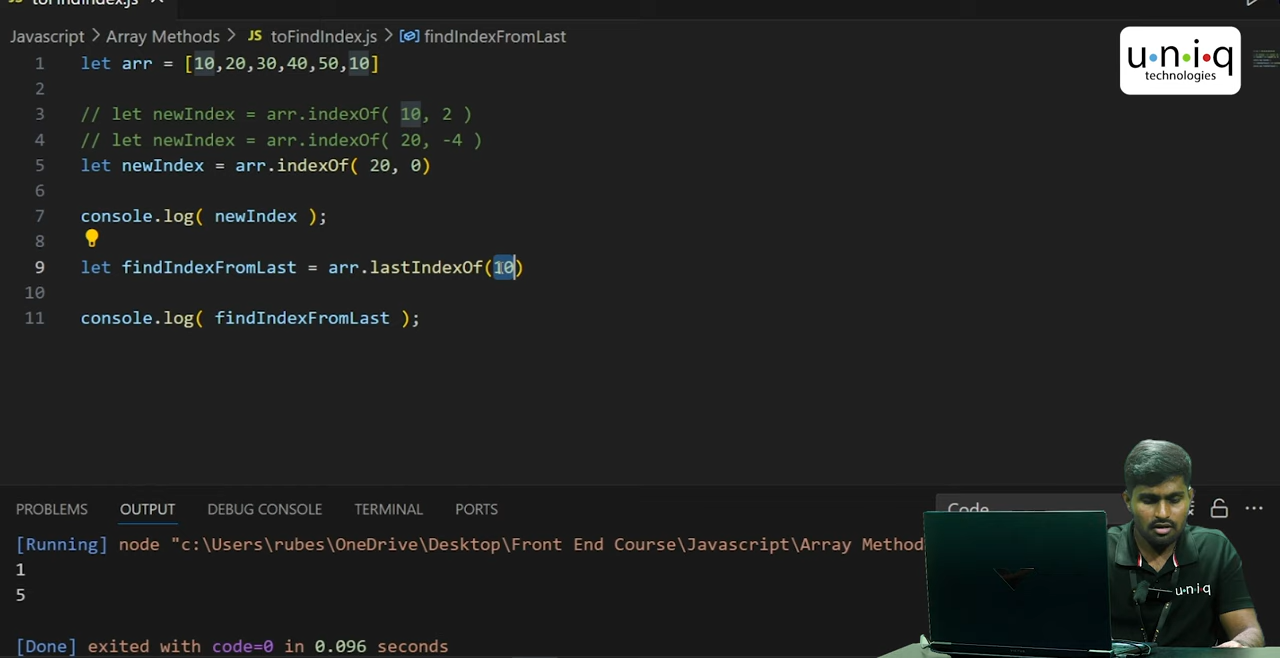 toFindIndex.js
Javascript > Array Methods > JS toFindIndex.js > findIndexFromLast
u·n·i·q
technologies
1 let arr = [10,20,30,40,50,10]
2
3 // let newIndex = arr.indexOf( 10, 2 )
4 // let newIndex = arr.indexOf( 20, -4 )
5 let newIndex = arr.indexOf( 20, 0)
6
7 console.log( newIndex );
8
9 let findIndexFromLast = arr.lastIndexOf(10)
10
11 console.log( findIndexFromLast );
PROBLEMS OUTPUT DEBUG CONSOLE TERMINAL PORTS
Code
[Running] node "c:\Users\rubes\OneDrive\Desktop\Front End Course\Javascript\Array Method
1
5
[Done] exited with code=0 in 0.096 seconds
u·n·i·q